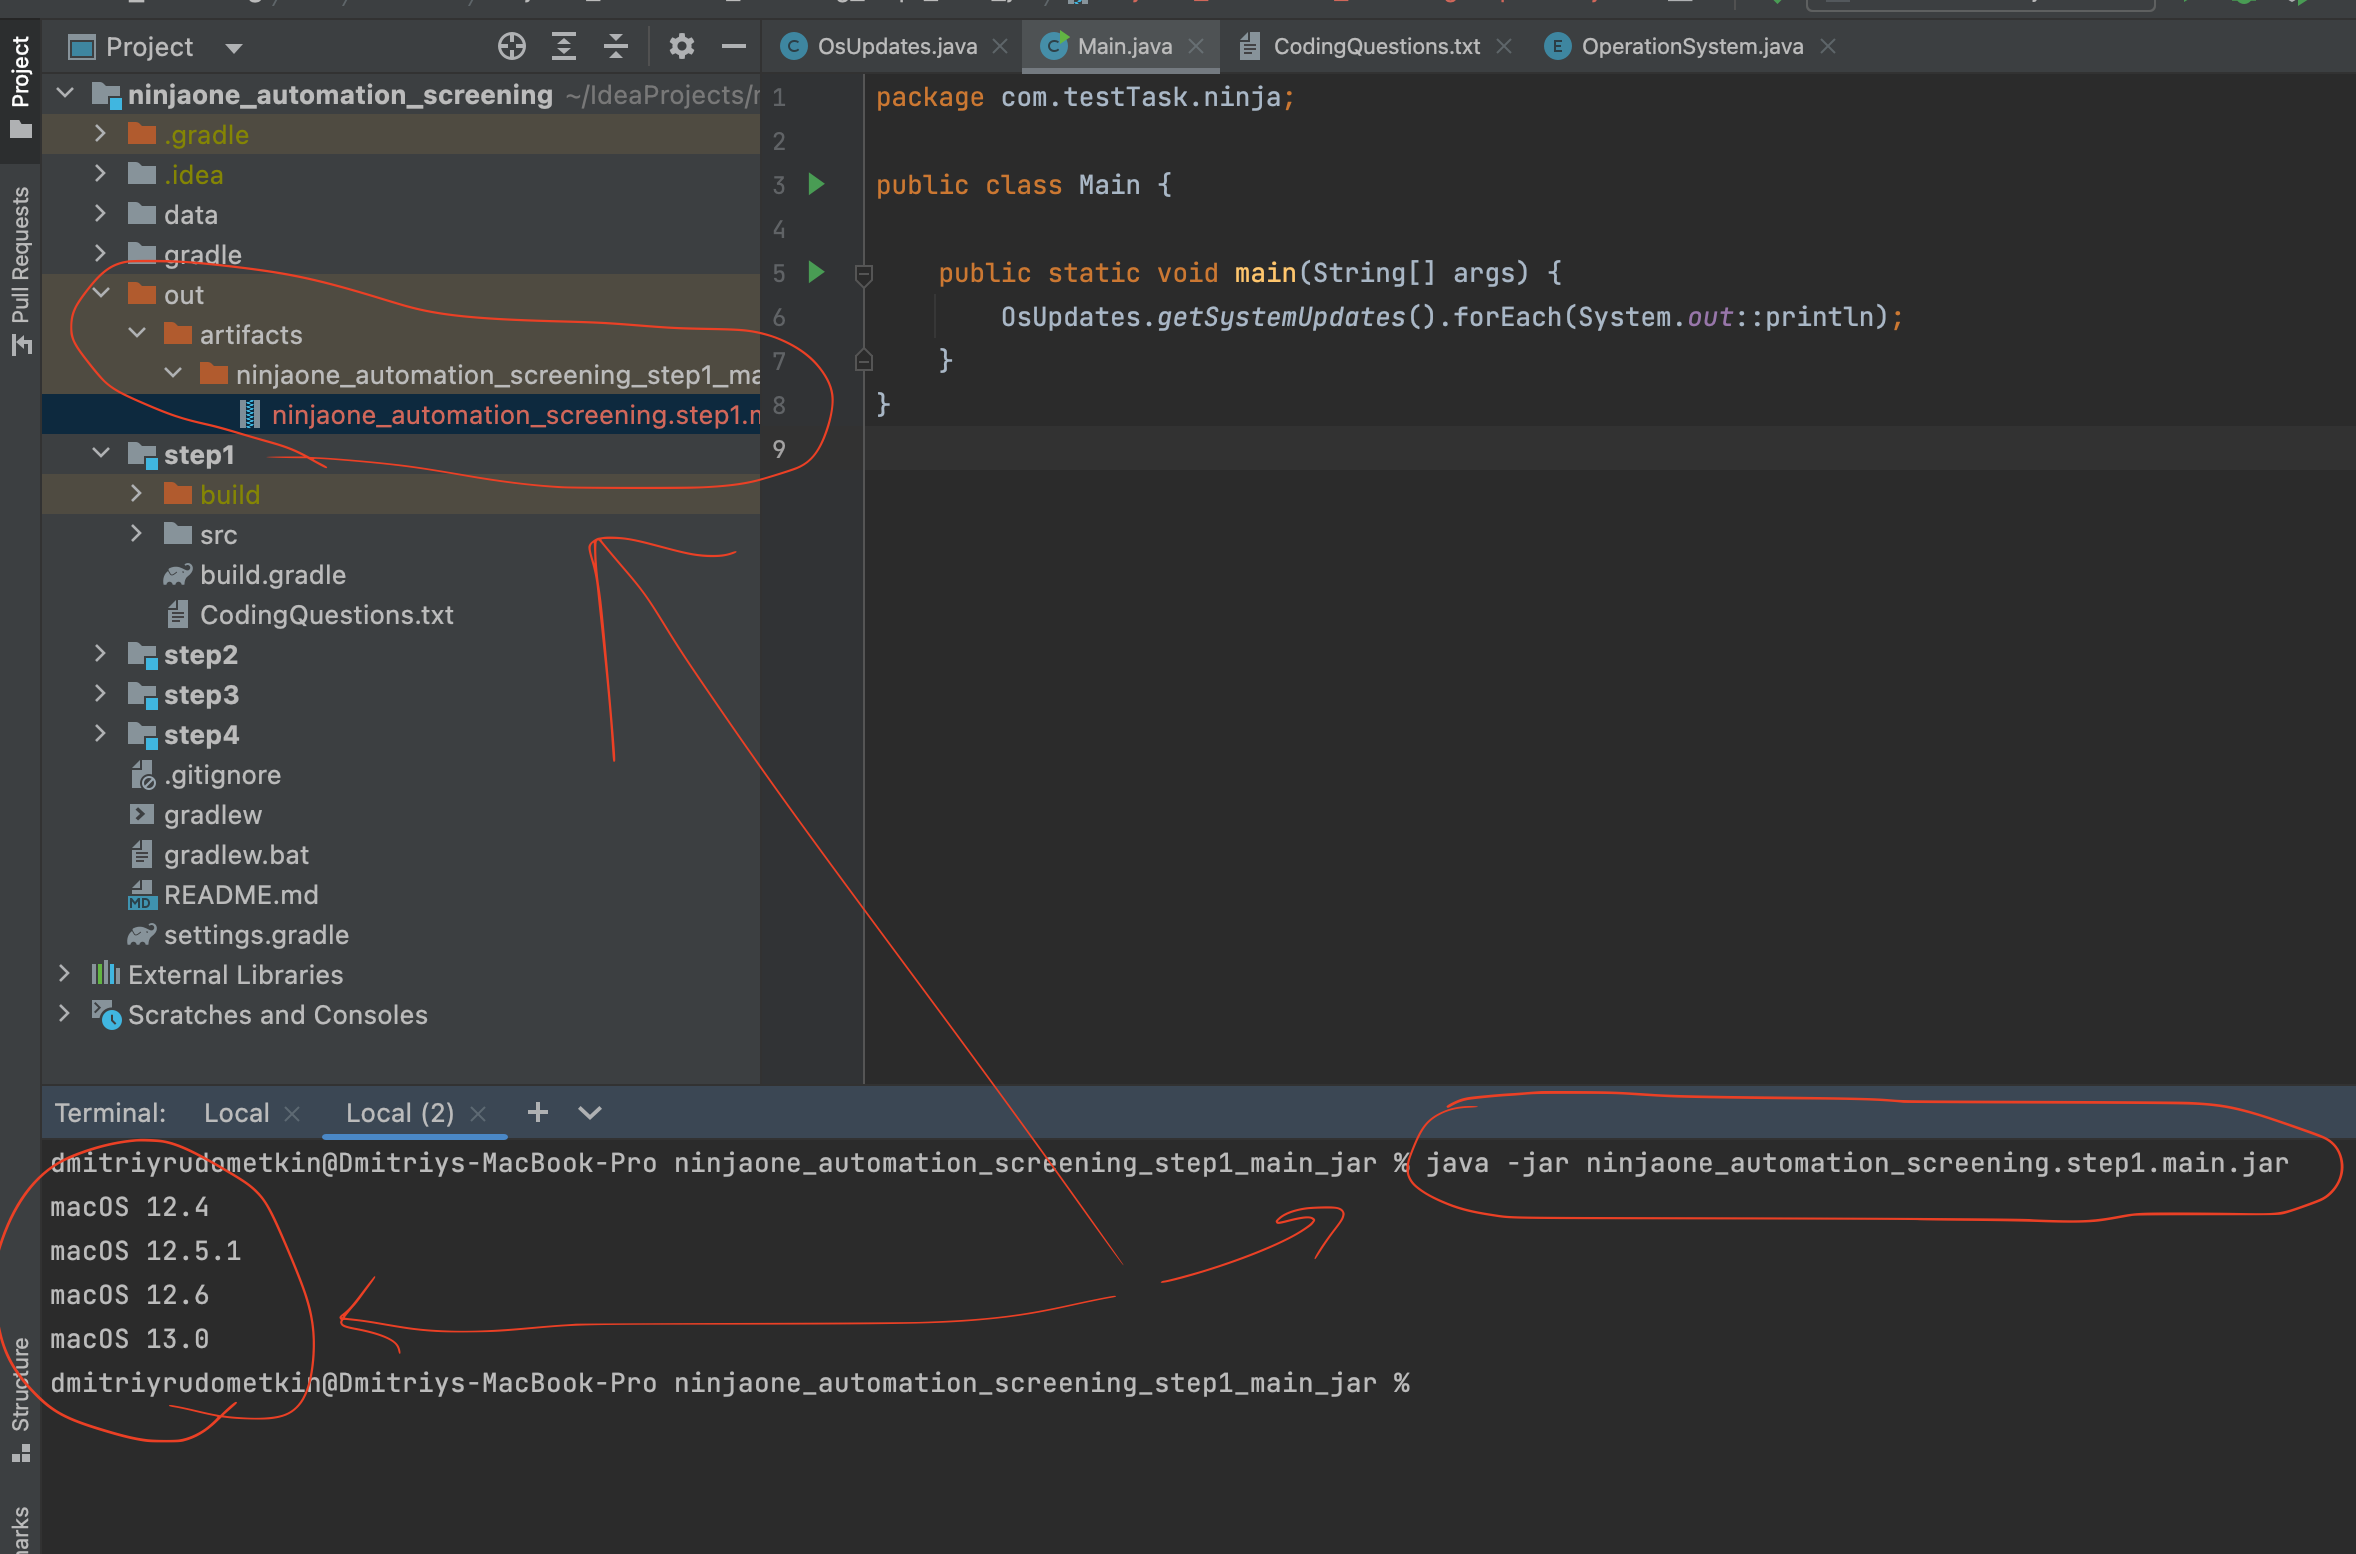 Project
OsUpdates.java
Main.java
CodingQuestions.txt
OperationSystem.java
Project
Pull Requests
Structure
ninjaone_automation_screening ~/IdeaProjects/
.gradle
.idea
data
gradle
out
artifacts
ninjaone_automation_screening_step1_ma
ninjaone_automation_screening.step1.m
step1
build
src
build.gradle
CodingQuestions.txt
step2
step3
step4
.gitignore
gradlew
gradlew.bat
MD README.md
settings.gradle
External Libraries
Scratches and Consoles
1 package com.testTask.ninja;
2
3 public class Main {
4
5 public static void main(String[] args) {
6 OsUpdates.getSystemUpdates().forEach(System.out::println);
7 }
8 }
9
Terminal: Local Local (2)
dmitriyrudometkin@Dmitriys-MacBook-Pro ninjaone_automation_screening_step1_main_jar % java -jar ninjaone_automation_screening.step1.main.jar
macOS 12.4
macOS 12.5.1
macOS 12.6
macOS 13.0
dmitriyrudometkin@Dmitriys-MacBook-Pro ninjaone_automation_screening_step1_main_jar %